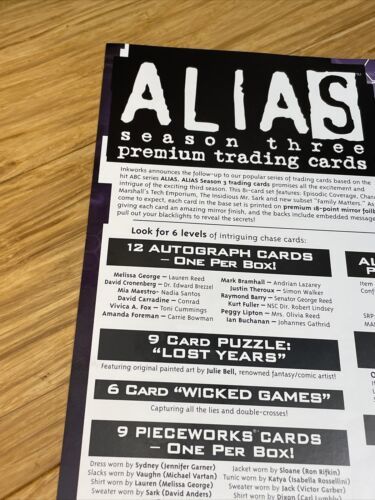 ALIAS
season three
premium trading cards
Inkworks announces the follow-up to our popular series of trading cards based on the
hit ABC series ALIAS. ALIAS Season 3 trading cards promises all the excitement and
intrigue of the exciting third season. This 81-card set features: Episode Coverage,
Marshall's Tech Emporium, The Insidious Mr. Sark and new subset "Family Matters."
come to expect, each card in the base set is printed on premium 18-point mirror
giving each card an amazing mirror finish, and the backs include embedded
pull out your blacklights to reveal the secrets!
Look for 6 levels of intriguing chase cards:
12 AUTOGRAPH CARDS
— ONE PER BOX!
Melissa George — Lauren Reed
David Cronenberg — Dr. Edward Brezzel
Mia Maestro- Nadia Santos
David Carradine — Conrad
Vivica A. Fox — Toni Cummings
Amanda Foreman — Carrie Bowman
Mark Bramhall — Andrian Lazarey
Justin Theroux — Simon Walker
Raymond Barry — Senator George Reed
Kurt Fuller — NSC Dir. Robert Lindsey
Peggy Lipton — Mrs. Olivia Reed
Ian Buchanan — Johannes Gathrid
9 CARD PUZZLE:
"LOST YEARS"
Featuring original painted art by Julie Bell, renowned fantasy/comic artist!
6 CARD "WICKED GAMES"
Capturing all the lies and double-crosses!
9 PIECEWORKS CARDS
— ONE PER BOX!
Dress worn by Sydney (Jennifer Garner)
Slacks worn by Vaughn (Michael Vartan)
Shirt worn by Lauren (Melissa George)
Sweater worn by Sark (David Anders)
Jacket worn by Sloane (Ron Rifkin)
Tunic worn by Katya (Isabella Rossellini)
Sweater worn by Jack (Victor Garber)
Shirt worn by Dixon (Carl Lumbly)